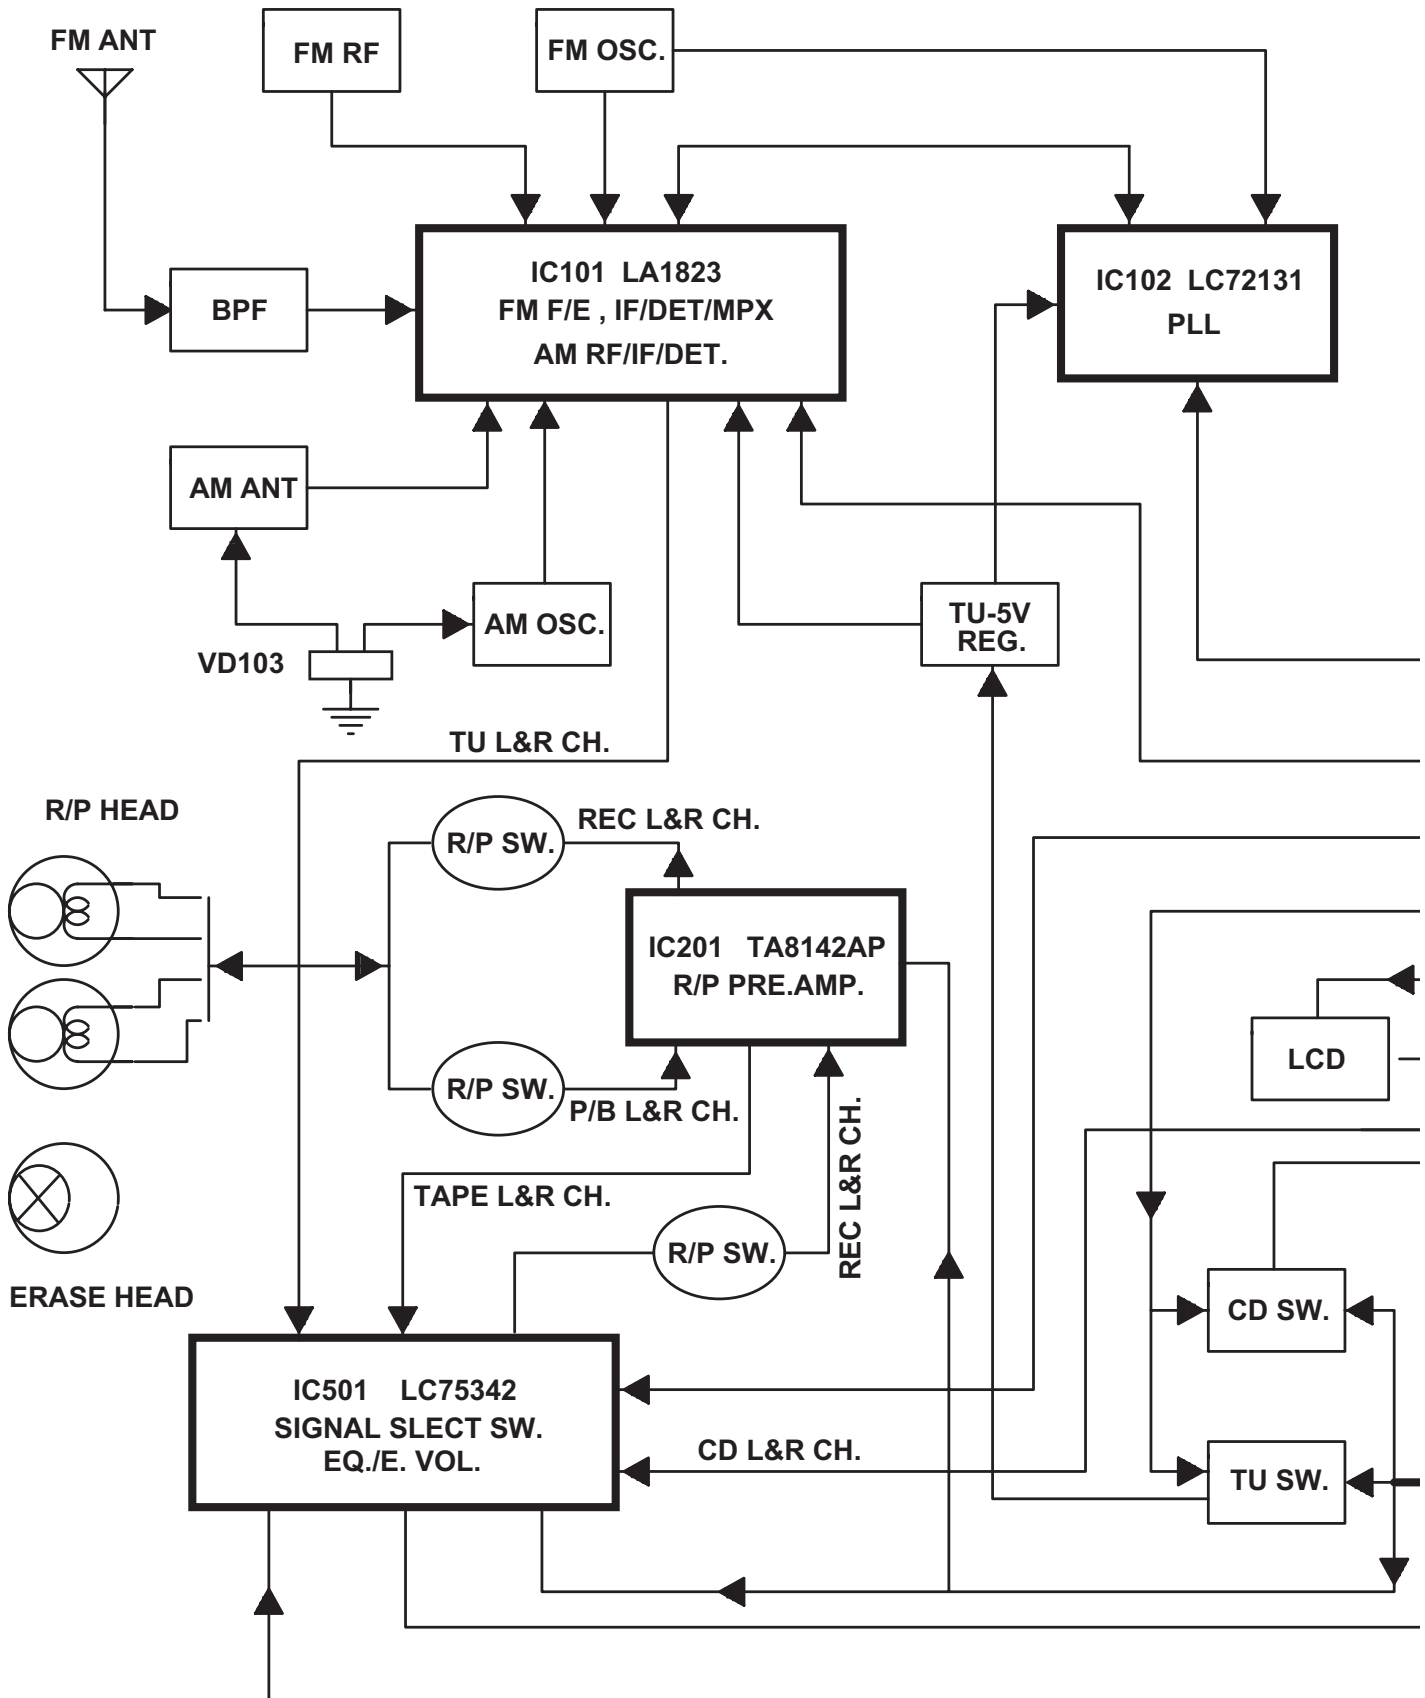 FM ANT
FM RF
FM OSC.
IC101 LA1823
FM F/E , IF/DET/MPX
AM RF/IF/DET.
IC102 LC72131
PLL
BPF
AM ANT
AM OSC.
VD103
TU-5V
REG.
TU L&R CH.
R/P HEAD
R/P SW.
REC L&R CH.
IC201 TA8142AP
R/P PRE.AMP.
LCD
R/P SW.
P/B L&R CH.
REC L&R CH.
TAPE L&R CH.
R/P SW.
ERASE HEAD
CD SW.
IC501 LC75342
SIGNAL SLECT SW.
EQ./E. VOL.
CD L&R CH.
TU SW.